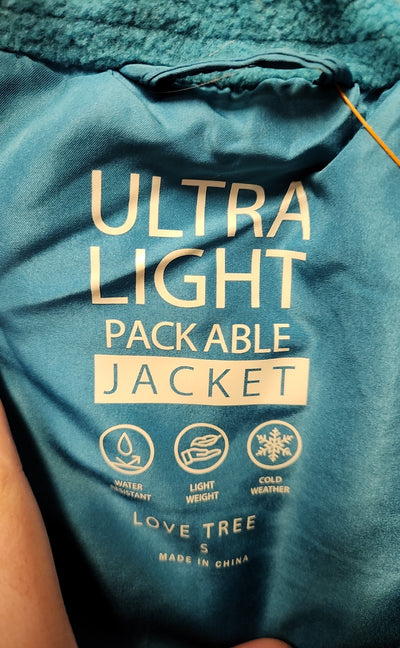 ULTRA
LIGHT
PACKABLE
JACKET
WATER LIGHT COLD
RESISTANT WEIGHT WEATHER
LOVE TREE
S
MADE IN CHINA